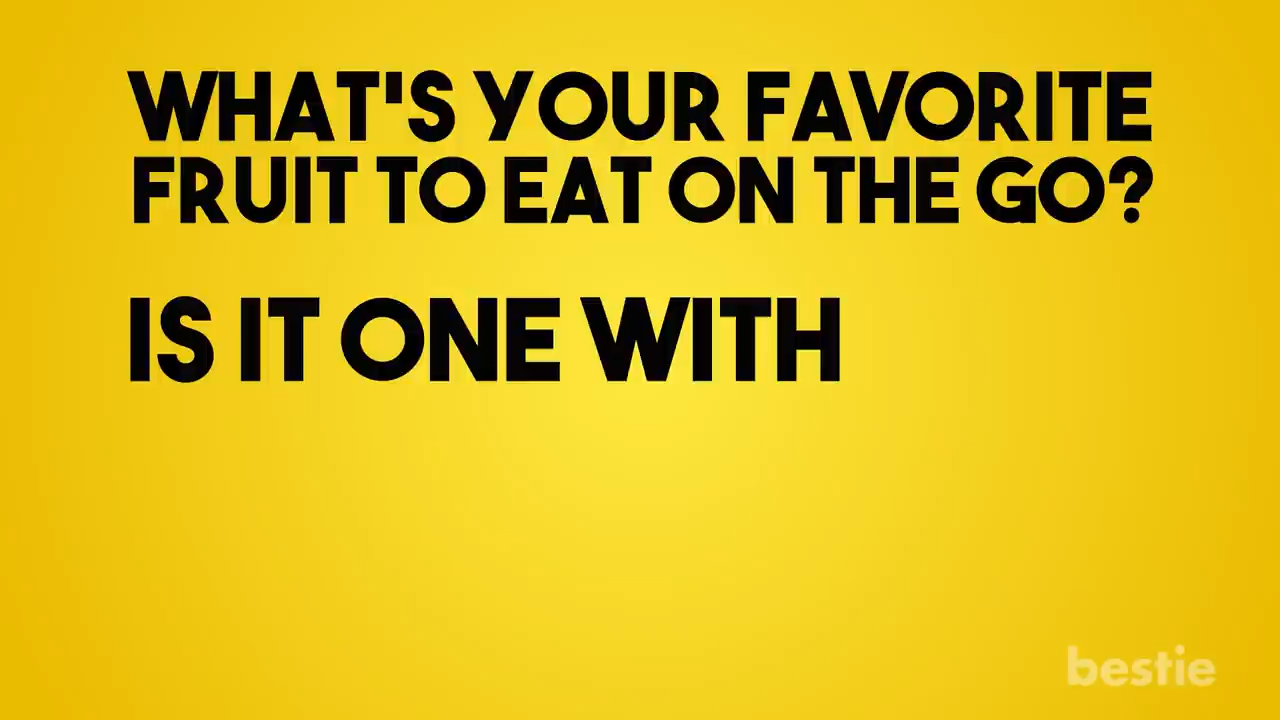 WHAT'S YOUR FAVORITE
FRUIT TO EAT ON THE GO?
IS IT ONE WITH
bestie